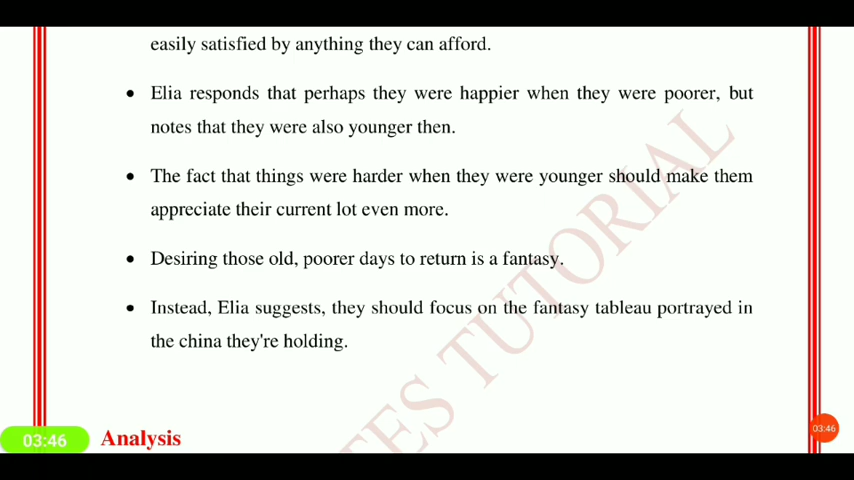 easily satisfied by anything they can afford.
• Elia responds that perhaps they were happier when they were poorer, but
notes that they were also younger then.
• The fact that things were harder when they were younger should make them
appreciate their current lot even more.
• Desiring those old, poorer days to return is a fantasy.
• Instead, Elia suggests, they should focus on the fantasy tableau portrayed in
the china they're holding.
TES TUTORIAL
03:46
Analysis
03:46